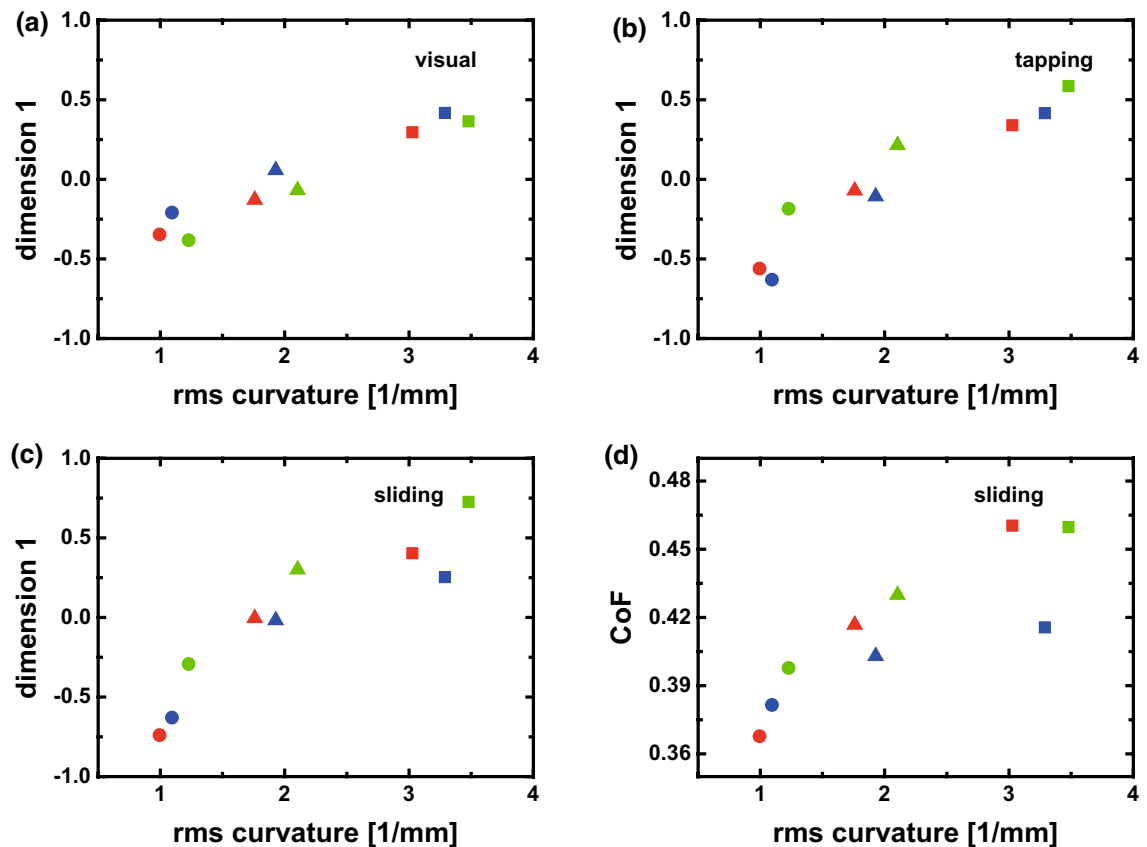 (a)
visual
dimension 1
1.0
0.5
0.0
-0.5
-1.0
1 2 3 4
rms curvature [1/mm]
(b)
tapping
dimension 1
1.0
0.5
0.0
-0.5
-1.0
1 2 3 4
rms curvature [1/mm]
(c)
sliding
dimension 1
1.0
0.5
0.0
-0.5
-1.0
1 2 3 4
rms curvature [1/mm]
(d)
sliding
CoF
0.48
0.45
0.42
0.39
0.36
1 2 3 4
rms curvature [1/mm]